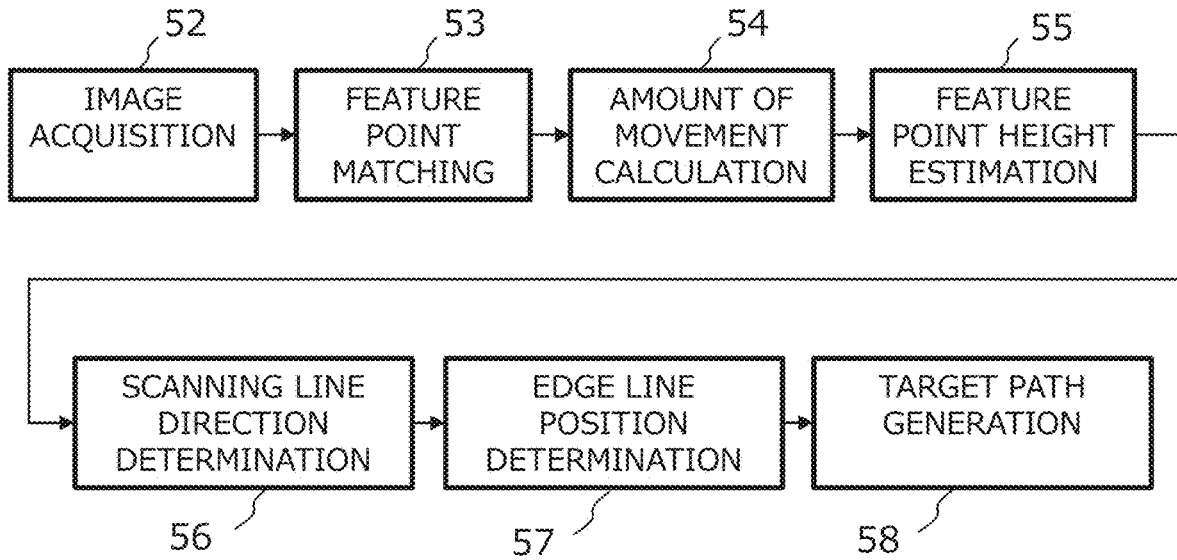 52
53
54
55
IMAGE
ACQUISITION
FEATURE
POINT
MATCHING
AMOUNT OF
MOVEMENT
CALCULATION
FEATURE
POINT HEIGHT
ESTIMATION
SCANNING LINE
DIRECTION
DETERMINATION
EDGE LINE
POSITION
DETERMINATION
TARGET PATH
GENERATION
56
57
58